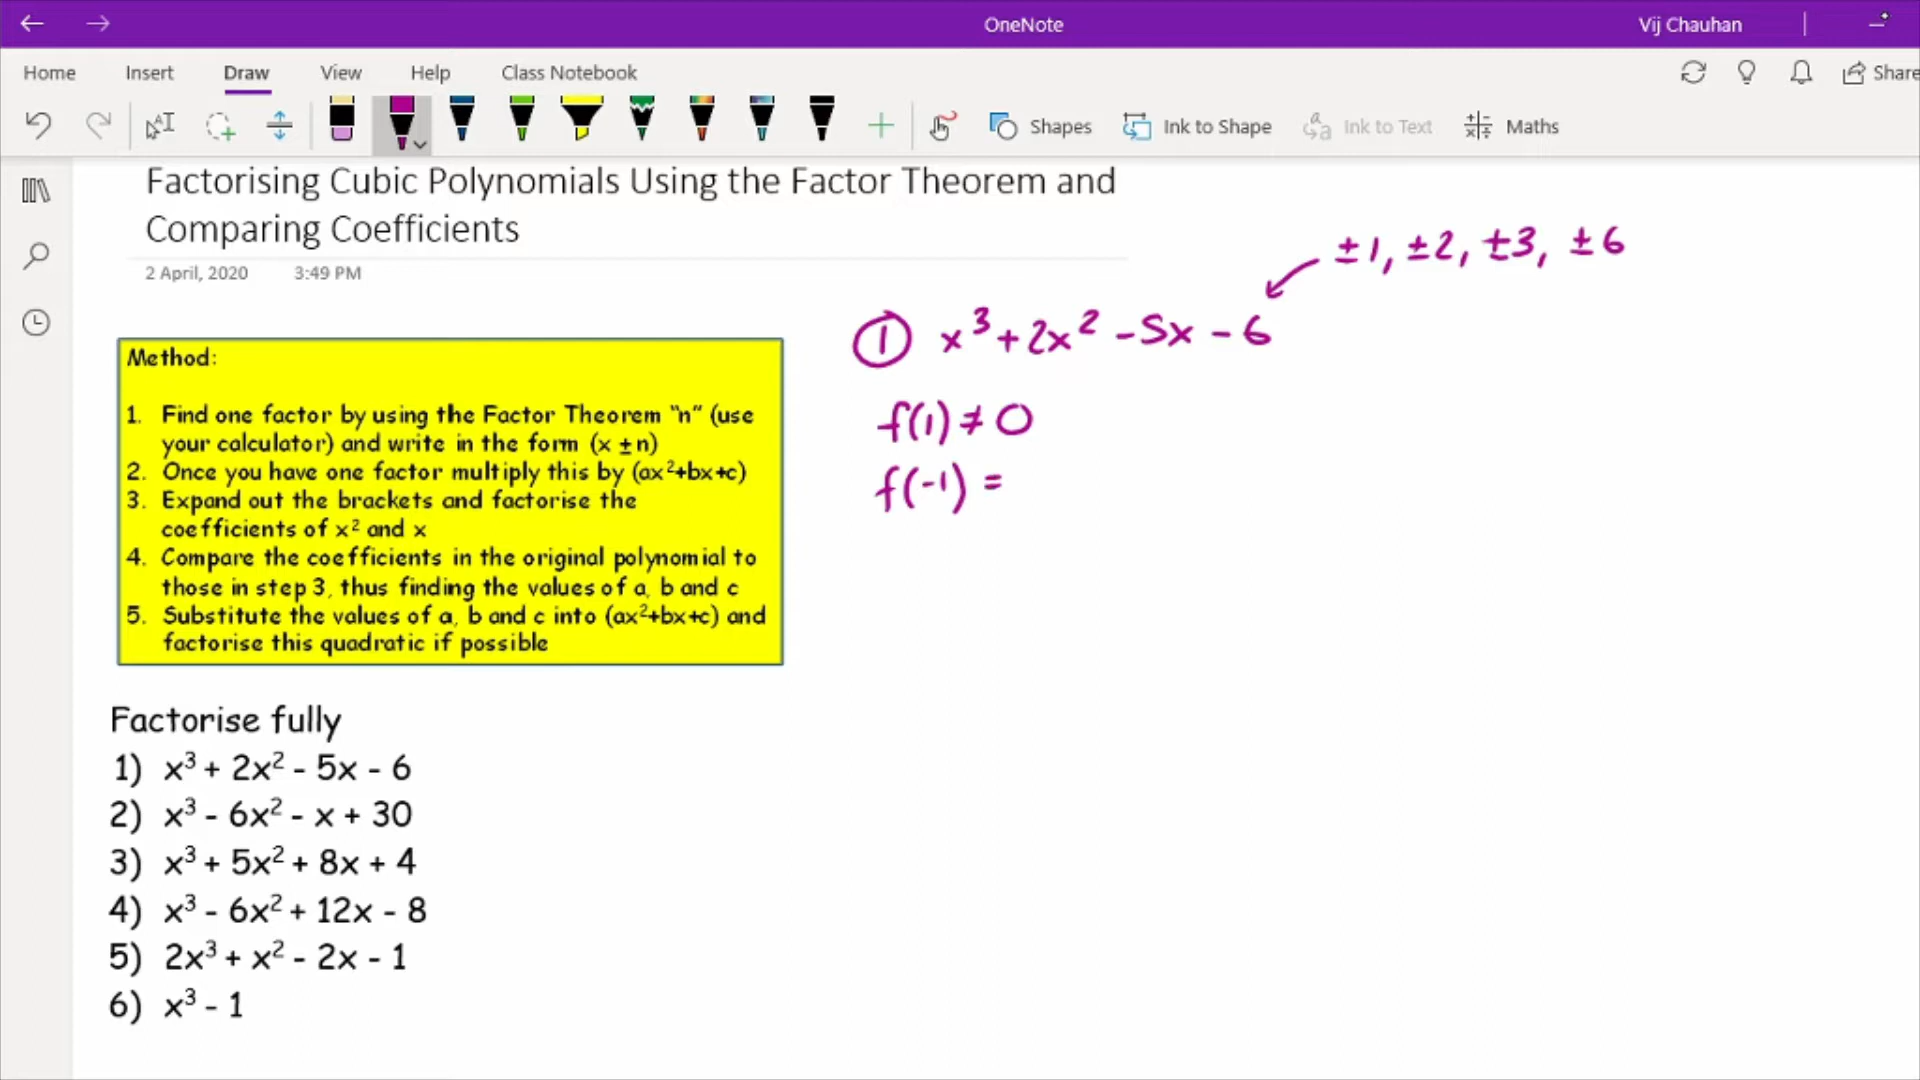 OneNote
Vij Chauhan
Home Insert Draw View Help Class Notebook
Share
Shapes Ink to Shape Ink to Text Maths
Factorising Cubic Polynomials Using the Factor Theorem and
Comparing Coefficients
2 April, 2020 3:49 PM
Method:
1. Find one factor by using the Factor Theorem "n" (use
your calculator) and write in the form (x ± n)
2. Once you have one factor multiply this by (ax²+bx+c)
3. Expand out the brackets and factorise the
coefficients of x² and x
4. Compare the coefficients in the original polynomial to
those in step 3, thus finding the values of a, b and c
5. Substitute the values of a, b and c into (ax²+bx+c) and
factorise this quadratic if possible
Factorise fully
1) x³ + 2x² - 5x - 6
2) x³ - 6x² - x + 30
3) x³ + 5x² + 8x + 4
4) x³ - 6x² + 12x - 8
5) 2x³ + x² - 2x - 1
6) x³ - 1
±1, ±2, ±3, ±6
① x³ + 2x² - 5x - 6
f(1) ≠ 0
f(-1) =